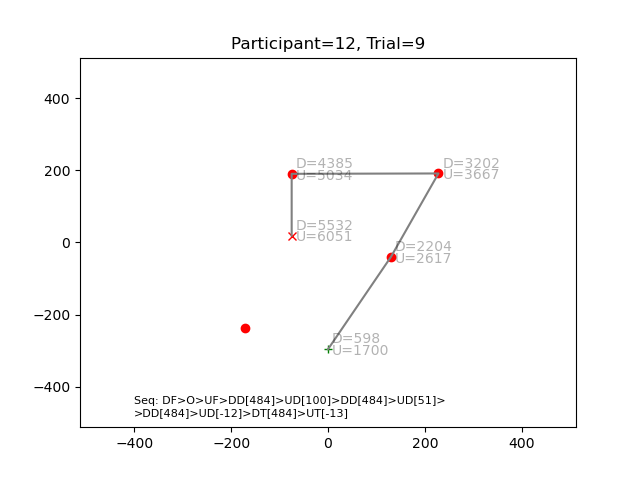 Participant=12, Trial=9
400
200
0
−200
−400
D=4385
U=5034
D=3202
U=3667
D=5532
U=6051
D=2204
U=2617
D=598
U=1700
Seq: DF>O>UF>DD[484]>UD[100]>DD[484]>UD[51]>
>DD[484]>UD[-12]>DT[484]>UT[-13]
−400 −200 0 200 400